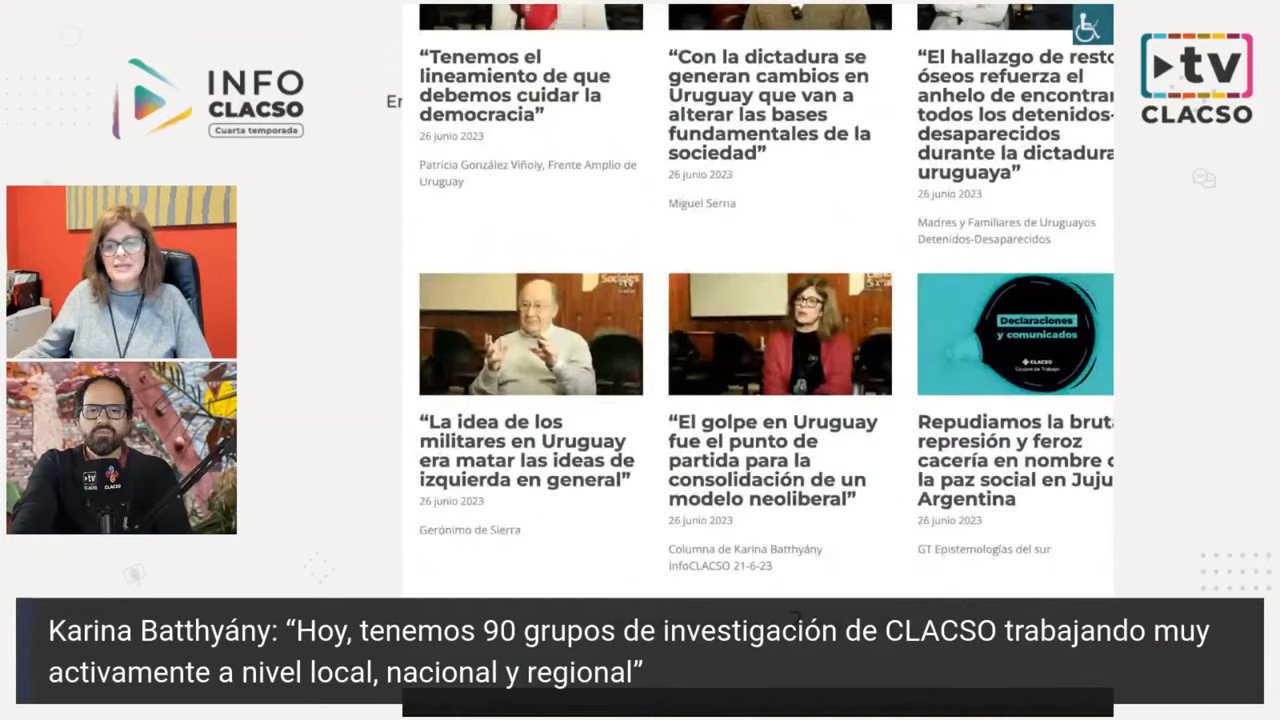 INFO
CLACSO
Cuarta temporada
En
“Tenemos el
lineamiento de que
debemos cuidar la
democracia”
26 junio 2023
Patricia González Viñoly, Frente Amplio de
Uruguay
“Con la dictadura se
generan cambios en
Uruguay que van a
alterar las bases
fundamentales de la
sociedad”
26 junio 2023
Miguel Serna
“El hallazgo de resto
óseos refuerza el
anhelo de encontrar
todos los detenidos-
desaparecidos
durante la dictadura
uruguaya”
26 junio 2023
Madres y Familiares de Uruguayos
Detenidos-Desaparecidos
tv
CLACSO
“La idea de los
militares en Uruguay
era matar las ideas de
izquierda en general”
26 junio 2023
Gerónimo de Sierra
“El golpe en Uruguay
fue el punto de
partida para la
consolidación de un
modelo neoliberal”
26 junio 2023
Columna de Karina Batthyány
InfoCLACSO 21-6-23
Declaraciones
y comunicados
CLACSO
Repudiamos la bruta
represión y feroz
cacería en nombre d
la paz social en Juju
Argentina
26 junio 2023
GT Epistemologías del sur
Karina Batthyány: “Hoy, tenemos 90 grupos de investigación de CLACSO trabajando muy
activamente a nivel local, nacional y regional”